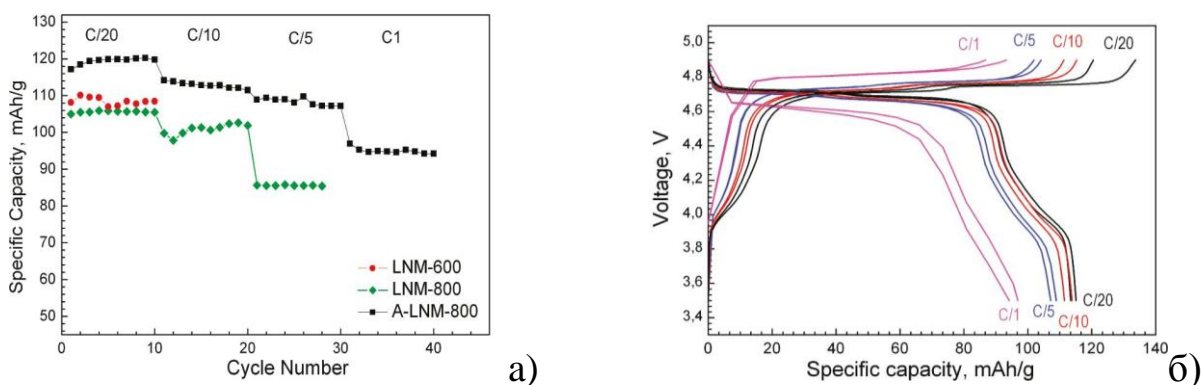 130
120
110
100
90
80
70
60
50
C/20
C/10
C/5
C1
LNM-600
LNM-800
A-LNM-800
0 10 20 30 40
Cycle Number
Specific Capacity, mAh/g
а)
5,0
4,8
4,6
4,4
4,2
4,0
3,8
3,6
3,4
C/1
C/5
C/10
C/20
C/20
C/5
C/10
C/1
0 20 40 60 80 100 120 140
Specific capacity, mAh/g
Voltage, V
б)